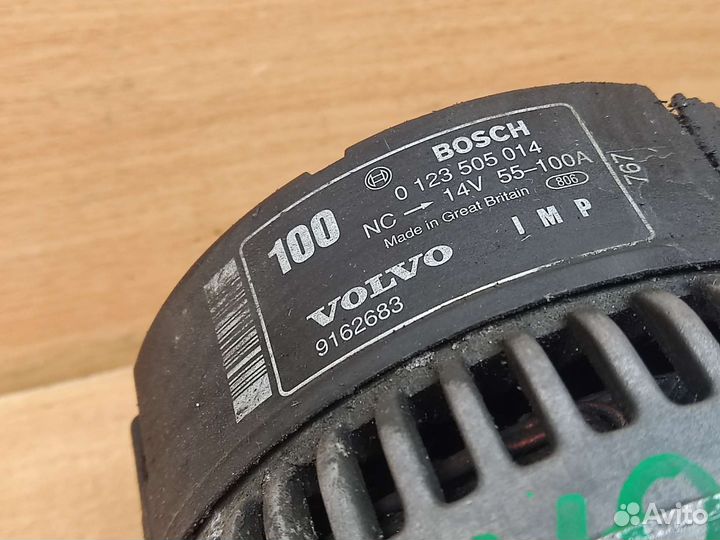 BOSCH
0 123 505 014
NC → 14V 55-100A
Made in Great Britain 806
100
VOLVO IMP
9162683
767
Avito